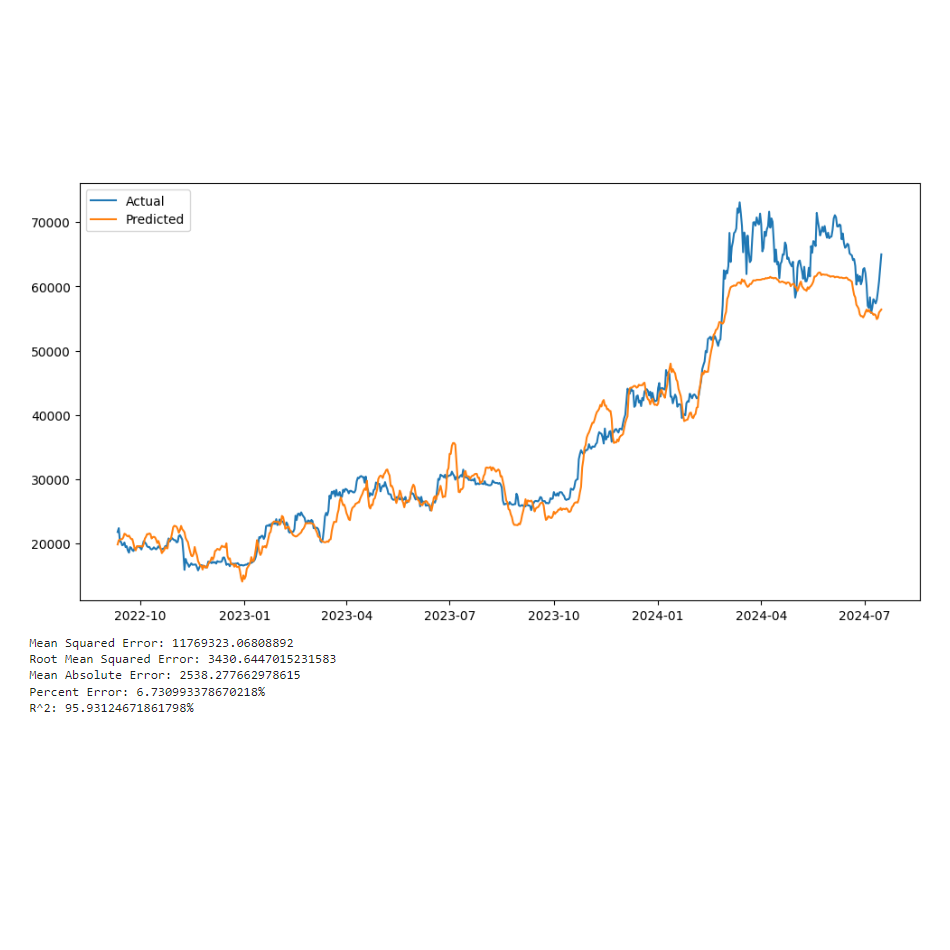 Actual
Predicted
70000
60000
50000
40000
30000
20000
2022-10 2023-01 2023-04 2023-07 2023-10 2024-01 2024-04 2024-07
Mean Squared Error: 11769323.06808892
Root Mean Squared Error: 3430.6447015231583
Mean Absolute Error: 2538.277662978615
Percent Error: 6.730993378670218%
R^2: 95.93124671861798%